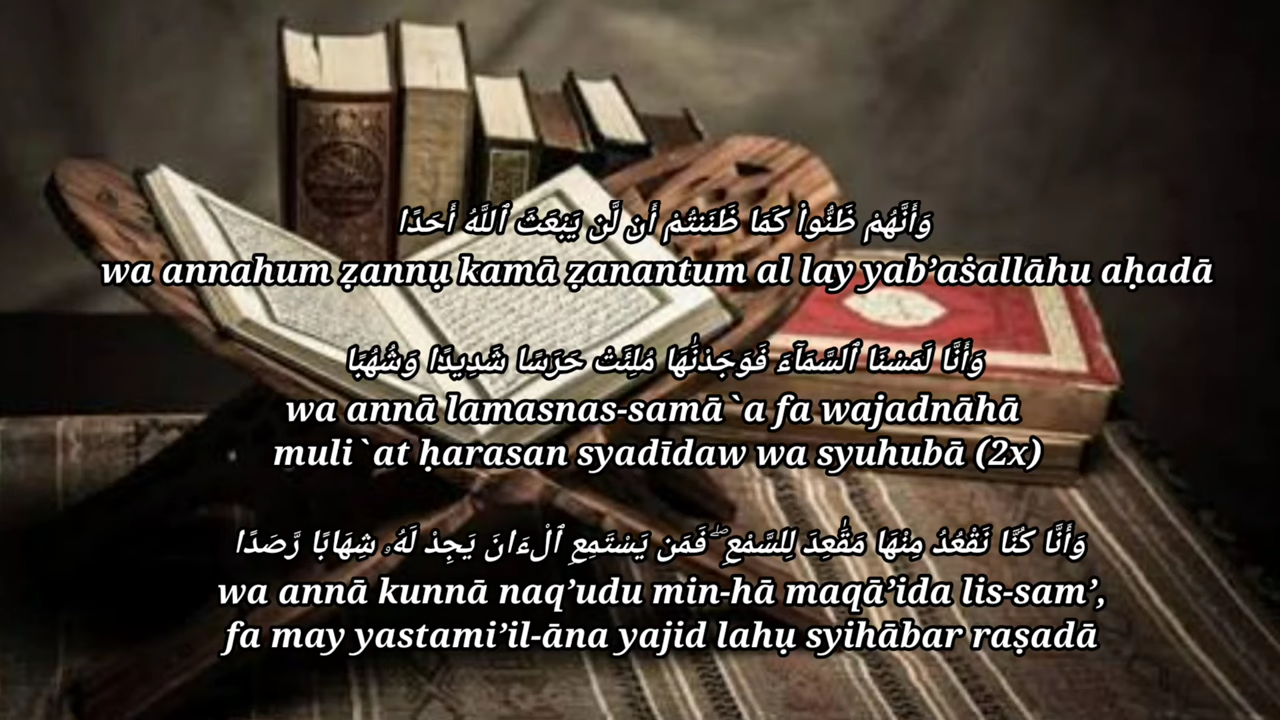 وَأَنَّهُمْ ظَنُّوا۟ كَمَا ظَنَنتُمْ أَن لَّن يَبْعَثَ ٱللَّهُ أَحَدًا
wa annahum ẓannụ kamā ẓanantum al lay yab’aṡallāhu aḥadā
وَأَنَّا لَمَسْنَا ٱلسَّمَآءَ فَوَجَدْنَٰهَا مُلِئَتْ حَرَسًا شَدِيدًا وَشُهُبًا
wa annā lamasnas-samā`a fa wajadnāhā
muli`at ḥarasan syadīdaw wa syuhubā (2x)
وَأَنَّا كُنَّا نَقْعُدُ مِنْهَا مَقَٰعِدَ لِلسَّمْعِ ۖ فَمَن يَسْتَمِعِ ٱلْءَانَ يَجِدْ لَهُۥ شِهَابًا رَّصَدًا
wa annā kunnā naq’udu min-hā maqā’ida lis-sam’,
fa may yastami’il-āna yajid lahụ syihābar raṣadā